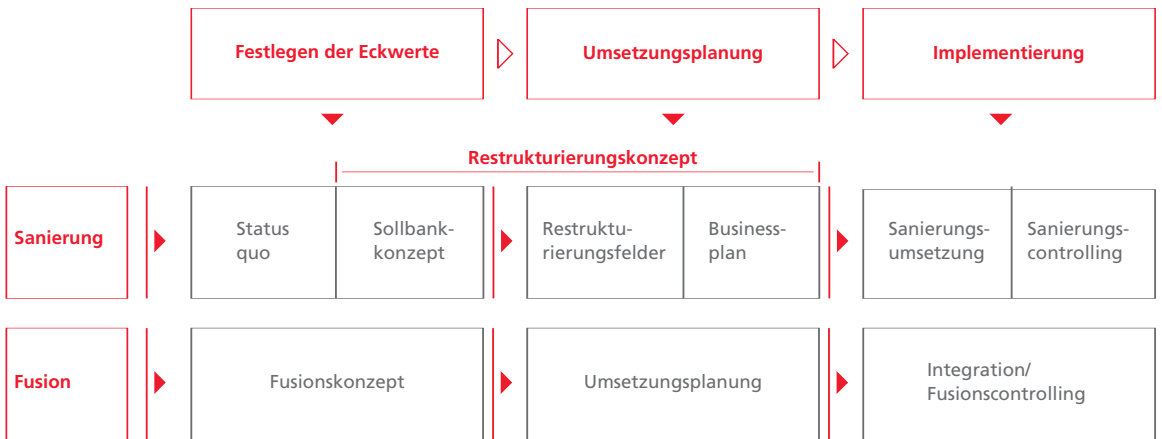 Festlegen der Eckwerte
Umsetzungsplanung
Implementierung
Restrukturierungskonzept
Sanierung
Status
quo
Sollbank-
konzept
Restruktu-
rierungsfelder
Business-
plan
Sanierungs-
umsetzung
Sanierungs-
controlling
Fusion
Fusionskonzept
Umsetzungsplanung
Integration/
Fusionscontrolling